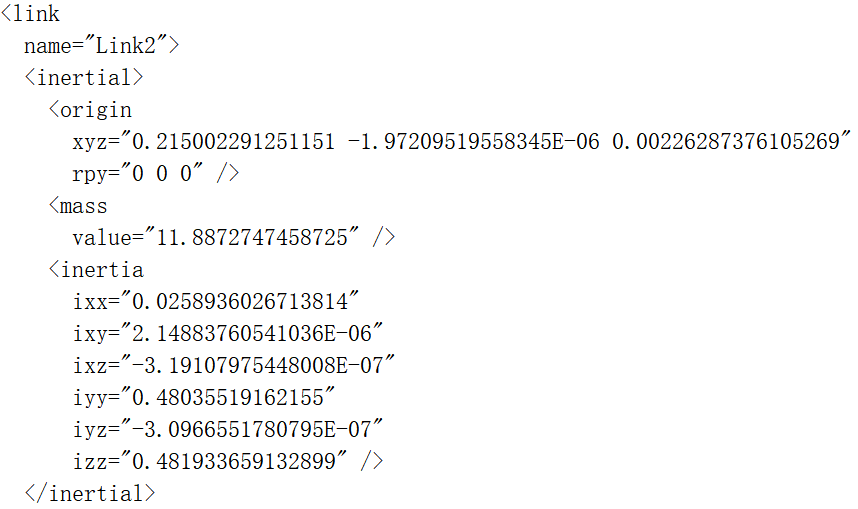 <link
name="Link2">
<inertial>
<origin
xyz="0.215002291251151 -1.97209519558345E-06 0.00226287376105269"
rpy="0 0 0" />
<mass
value="11.8872747458725" />
<inertia
ixx="0.0258936026713814"
ixy="2.14883760541036E-06"
ixz="-3.19107975448008E-07"
iyy="0.48035519162155"
iyz="-3.0966551780795E-07"
izz="0.481933659132899" />
</inertial>